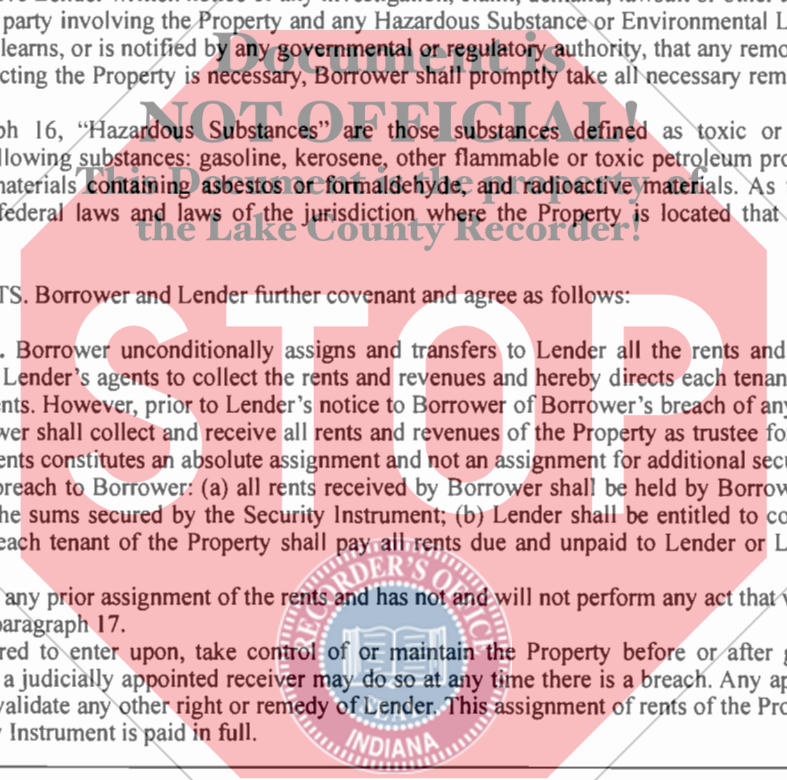 party involving the Property and any Hazardous Substance or Environmental L
learns, or is notified by any governmental or regulatory authority, that any remo
cting the Property is necessary, Borrower shall promptly take all necessary rem
Document is
NOT OFFICIAL!
This Document is the property of
the Lake County Recorder!
ph 16, “Hazardous Substances” are those substances defined as toxic or
llowing substances: gasoline, kerosene, other flammable or toxic petroleum pro
materials containing asbestos or formaldehyde, and radioactive materials. As
federal laws and laws of the jurisdiction where the Property is located that
TS. Borrower and Lender further covenant and agree as follows:
STOP
. Borrower unconditionally assigns and transfers to Lender all the rents and
Lender’s agents to collect the rents and revenues and hereby directs each tenan
nts. However, prior to Lender’s notice to Borrower of Borrower’s breach of any
wer shall collect and receive all rents and revenues of the Property as trustee fo
ents constitutes an absolute assignment and not an assignment for additional secu
breach to Borrower: (a) all rents received by Borrower shall be held by Borrow
he sums secured by the Security Instrument; (b) Lender shall be entitled to co
each tenant of the Property shall pay all rents due and unpaid to Lender or L
any prior assignment of the rents and has not and will not perform any act that
paragraph 17.
red to enter upon, take control of or maintain the Property before or after g
a judicially appointed receiver may do so at any time there is a breach. Any ap
validate any other right or remedy of Lender. This assignment of rents of the Pro
Instrument is paid in full.
RECORDER'S OFFICE
INDIANA